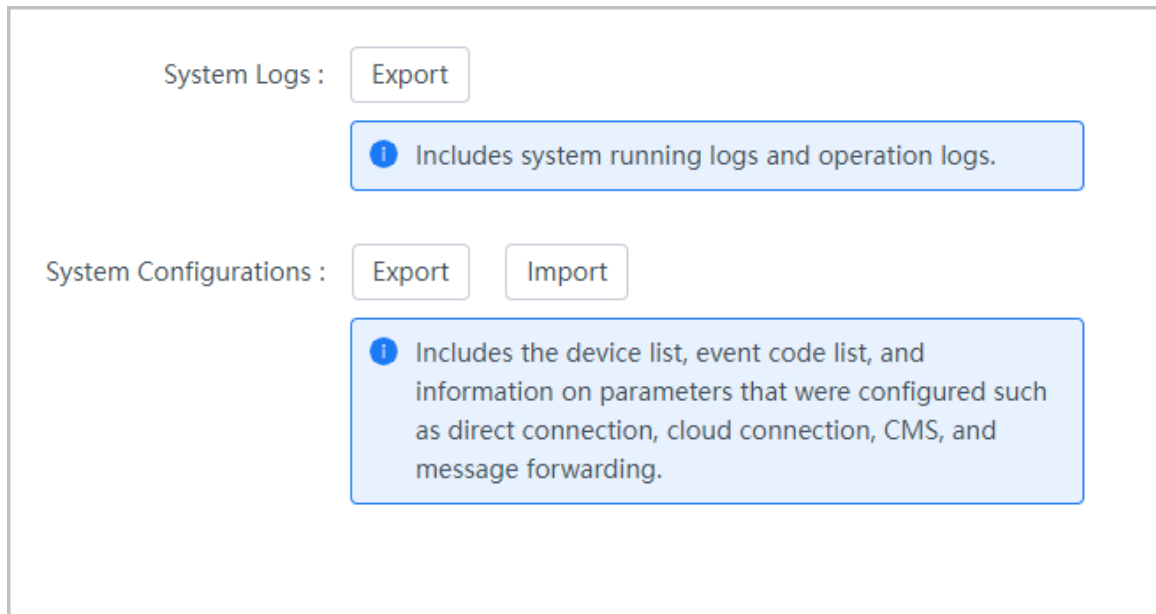 System Logs : Export
Includes system running logs and operation logs.
System Configurations : Export Import
Includes the device list, event code list, and
information on parameters that were configured such
as direct connection, cloud connection, CMS, and
message forwarding.